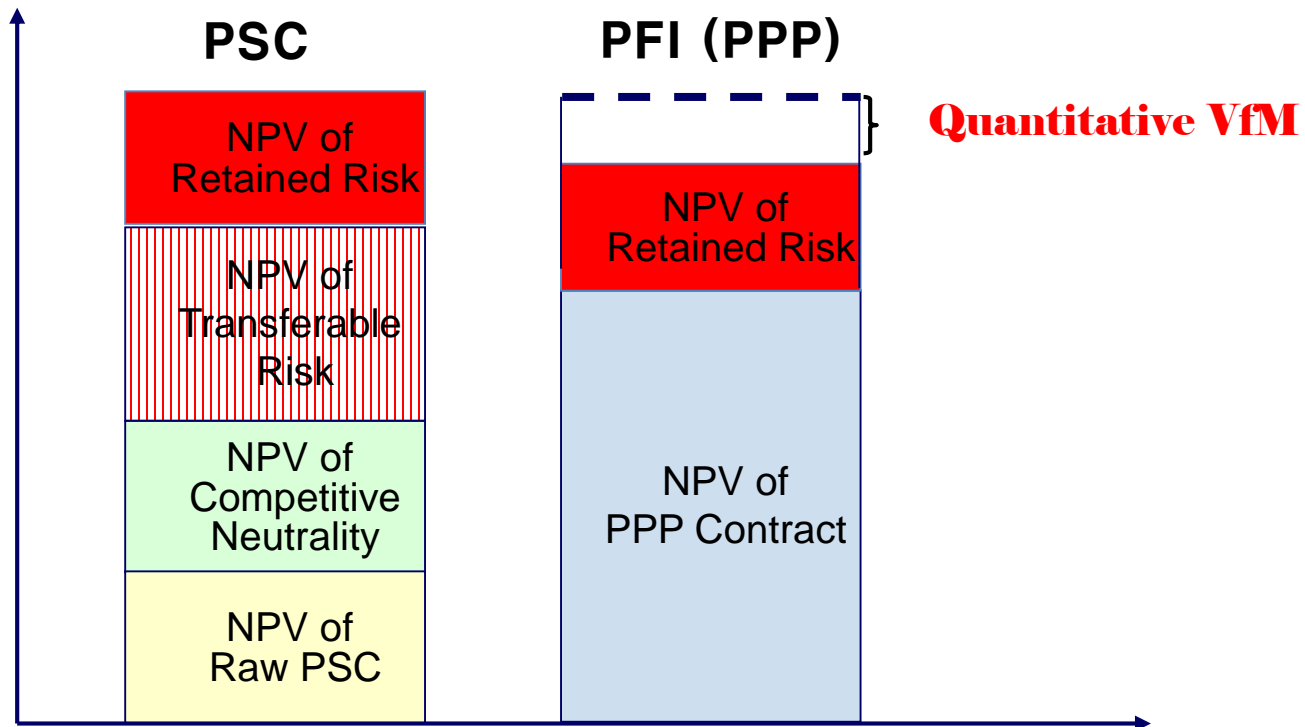 PSC
NPV of
Retained Risk
NPV of
Transferable
Risk
NPV of
Competitive
Neutrality
NPV of
Raw PSC
PFI (PPP)
Quantitative VfM
NPV of
Retained Risk
NPV of
PPP Contract